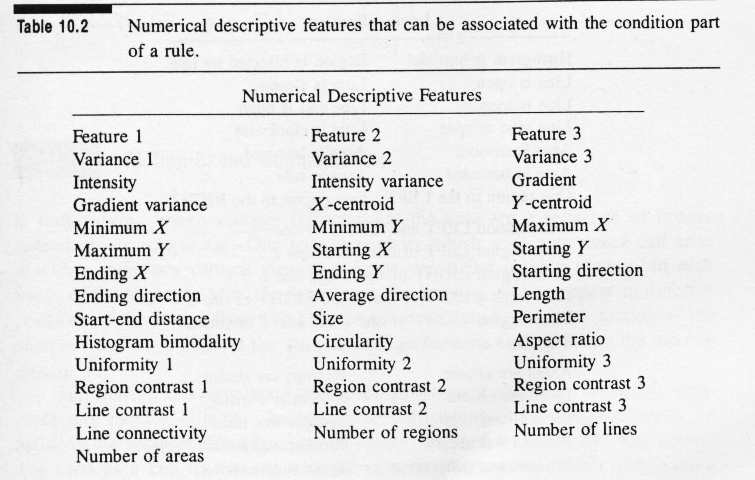 Table 10.2 Numerical descriptive features that can be associated with the condition part
of a rule.
Numerical Descriptive Features
Feature 1 Feature 2 Feature 3
Variance 1 Variance 2 Variance 3
Intensity Intensity variance Gradient
Gradient variance X-centroid Y-centroid
Minimum X Minimum Y Maximum X
Maximum Y Starting X Starting Y
Ending X Ending Y Starting direction
Ending direction Average direction Length
Start-end distance Size Perimeter
Histogram bimodality Circularity Aspect ratio
Uniformity 1 Uniformity 2 Uniformity 3
Region contrast 1 Region contrast 2 Region contrast 3
Line contrast 1 Line contrast 2 Line contrast 3
Line connectivity Number of regions Number of lines
Number of areas